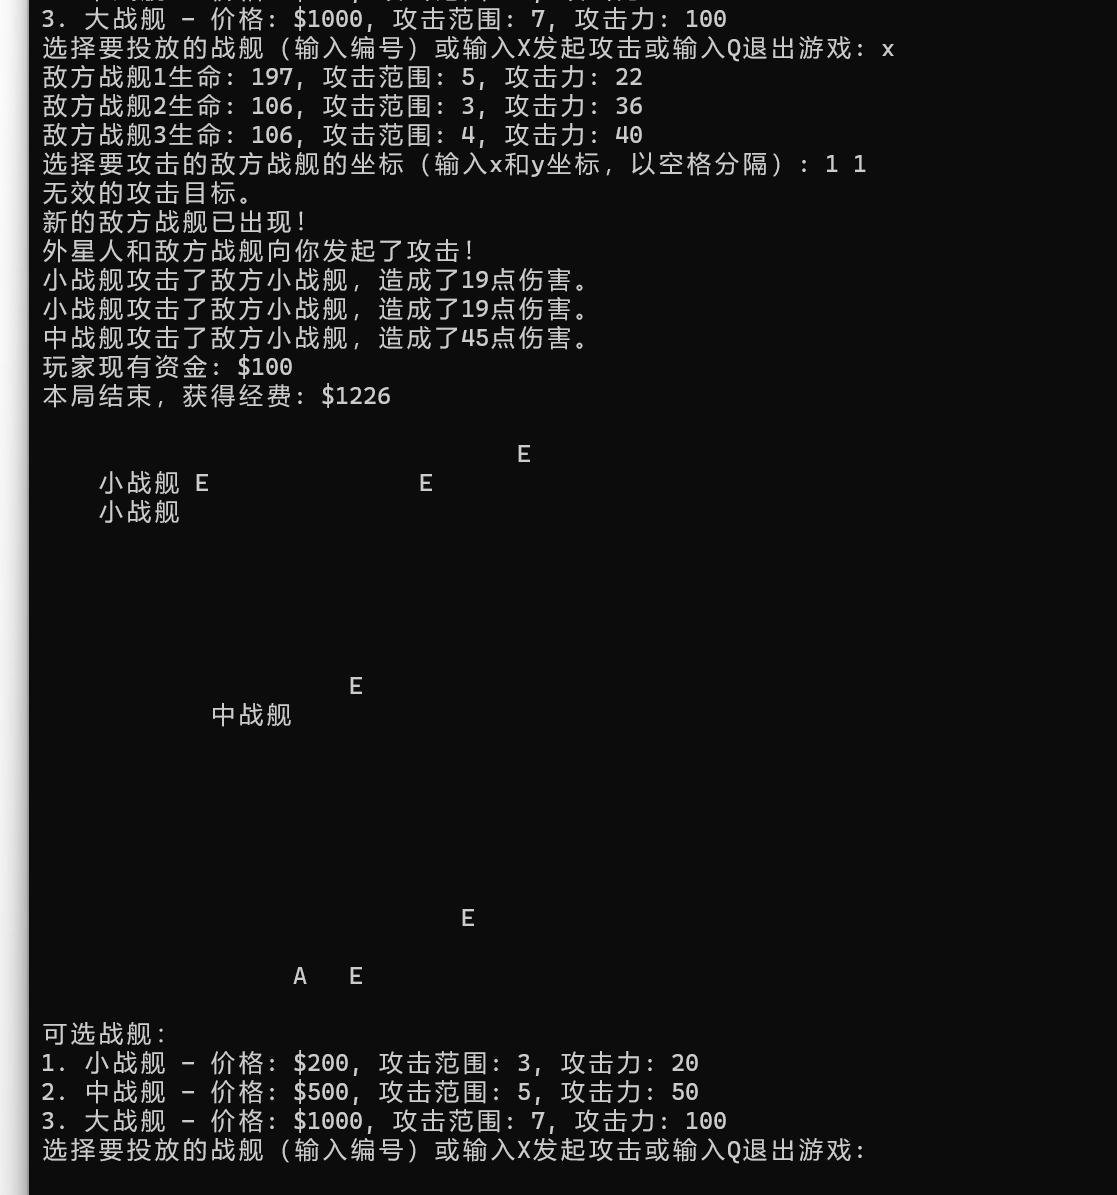 3. 大战舰 - 价格: $1000, 攻击范围: 7, 攻击力: 100
选择要投放的战舰（输入编号）或输入X发起攻击或输入Q退出游戏: x
敌方战舰1生命: 197, 攻击范围: 5, 攻击力: 22
敌方战舰2生命: 106, 攻击范围: 3, 攻击力: 36
敌方战舰3生命: 106, 攻击范围: 4, 攻击力: 40
选择要攻击的敌方战舰的坐标（输入x和y坐标，以空格分隔）: 1 1
无效的攻击目标。
新的敌方战舰已出现！
外星人和敌方战舰向你发起了攻击！
小战舰攻击了敌方小战舰，造成了19点伤害。
小战舰攻击了敌方小战舰，造成了19点伤害。
中战舰攻击了敌方小战舰，造成了45点伤害。
玩家现有资金: $100
本局结束，获得经费: $1226
E
小战舰 E E
小战舰
E
中战舰
E
A E
可选战舰:
1. 小战舰 - 价格: $200, 攻击范围: 3, 攻击力: 20
2. 中战舰 - 价格: $500, 攻击范围: 5, 攻击力: 50
3. 大战舰 - 价格: $1000, 攻击范围: 7, 攻击力: 100
选择要投放的战舰（输入编号）或输入X发起攻击或输入Q退出游戏: